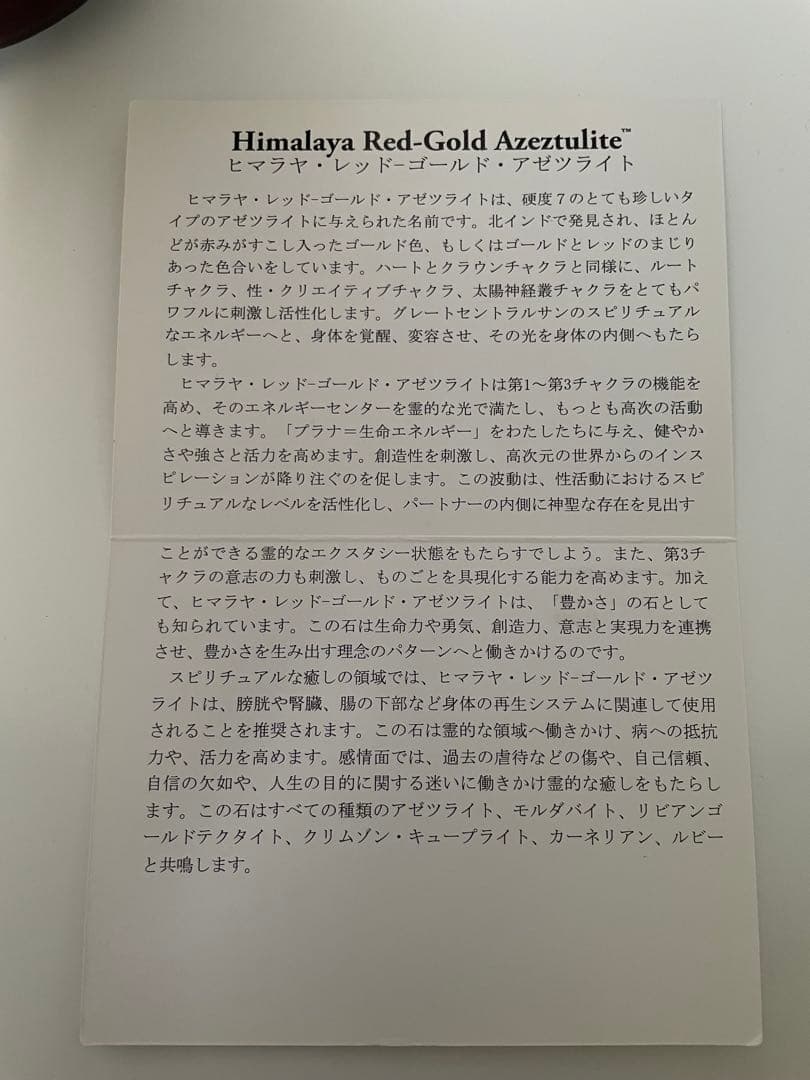 Himalaya Red-Gold Azeztulite™
ヒマラヤ・レッド−ゴールド・アゼツライト
ヒマラヤ・レッド−ゴールド・アゼツライトは、硬度７のとても珍しいタ
イプのアゼツライトに与えられた名前です。北インドで発見され、ほとん
どが赤みがすこし入ったゴールド色、もしくはゴールドとレッドのまじり
あった色合いをしています。ハートとクラウンチャクラと同様に、ルート
チャクラ、性・クリエイティブチャクラ、太陽神経叢チャクラをとてもパ
ワフルに刺激し活性化します。グレートセントラルサンのスピリチュアル
なエネルギーへと、身体を覚醒、変容させ、その光を身体の内側へもたら
します。
ヒマラヤ・レッド−ゴールド・アゼツライトは第1～第3チャクラの機能を
高め、そのエネルギーセンターを霊的な光で満たし、もっとも高次の活動
へと導きます。「プラナ＝生命エネルギー」をわたしたちに与え、健やか
さや強さと活力を高めます。創造性を刺激し、高次元の世界からのインス
ピレーションが降り注ぐのを促します。この波動は、性活動におけるスピ
リチュアルなレベルを活性化し、パートナーの内側に神聖な存在を見出す
ことができる霊的なエクスタシー状態をもたらすでしよう。また、第3チ
ャクラの意志の力も刺激し、ものごとを具現化する能力を高めます。加え
て、ヒマラヤ・レッド−ゴールド・アゼツライトは、「豊かさ」の石として
も知られています。この石は生命力や勇気、創造力、意志と実現力を連携
させ、豊かさを生み出す理念のパターンへと働きかけるのです。
スピリチュアルな癒しの領域では、ヒマラヤ・レッド−ゴールド・アゼツ
ライトは、膀胱や腎臓、腸の下部など身体の再生システムに関連して使用
されることを推奨されます。この石は霊的な領域へ働きかけ、病への抵抗
力や、活力を高めます。感情面では、過去の虐待などの傷や、自己信頼、
自信の欠如や、人生の目的に関する迷いに働きかけ霊的な癒しをもたらし
ます。この石はすべての種類のアゼツライト、モルダバイト、リビアンゴ
ールドテクタイト、クリムゾン・キュープライト、カーネリアン、ルビー
と共鳴します。